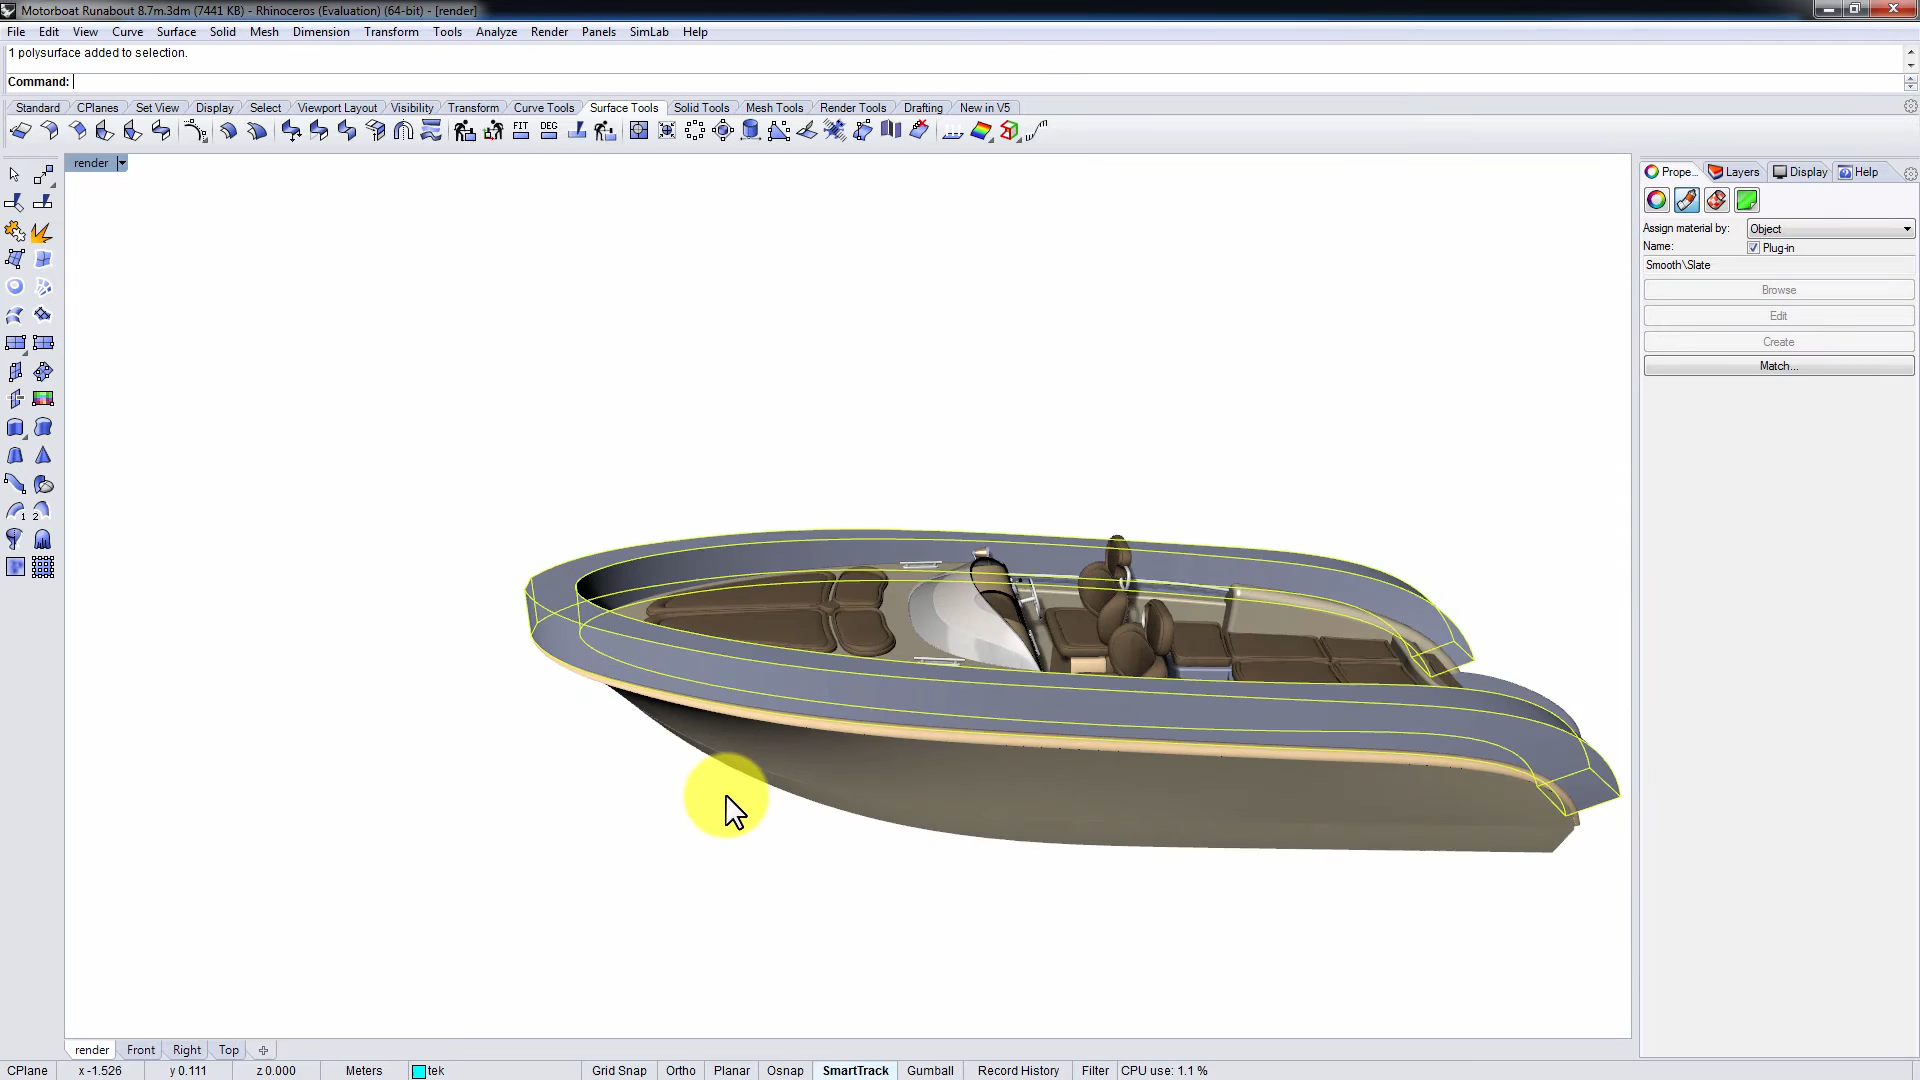 Motorboat Runabout 8.7m.3dm (7441 KB) - Rhinoceros (Evaluation) (64-bit) - [render]
File Edit View Curve Surface Solid Mesh Dimension Transform Tools Analyze Render Panels SimLab Help
1 polysurface added to selection.
Command:
Standard CPlanes Set View Display Select Viewport Layout Visibility Transform Curve Tools Surface Tools Solid Tools Mesh Tools Render Tools Drafting New in V5
FIT DEG
render
Prope... Layers Display Help
Assign material by: Object
Name: Plug-in
Smooth\Slate
Browse
Edit
Create
Match...
1 2
render Front Right Top
CPlane x -1.526 y 0.111 z 0.000 Meters tek Grid Snap Ortho Planar Osnap SmartTrack Gumball Record History Filter CPU use: 1.1 %